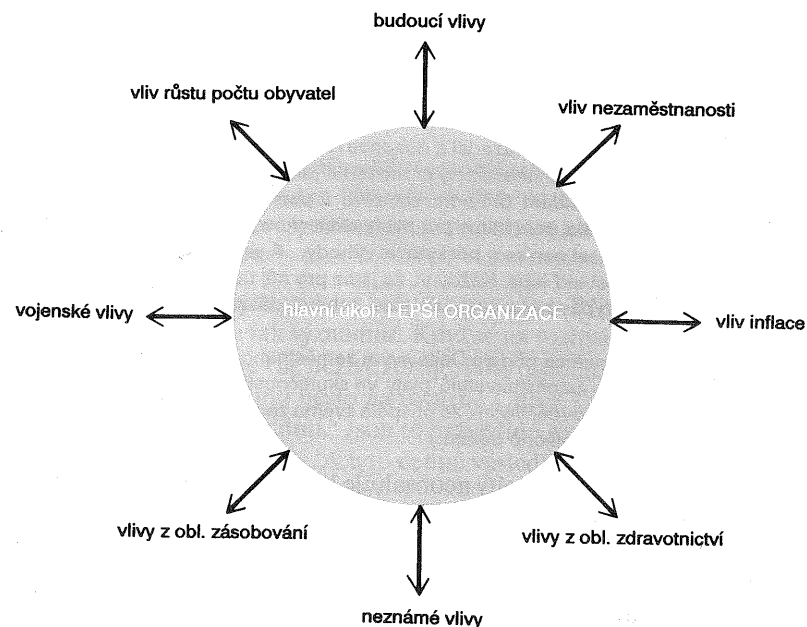 budoucí vlivy
vliv růstu počtu obyvatel
vliv nezaměstnanosti
vojenské vlivy
hlavní úkol: LEPŠÍ ORGANIZACE
vliv inflace
vlivy z obl. zásobování
vlivy z obl. zdravotnictví
neznámé vlivy